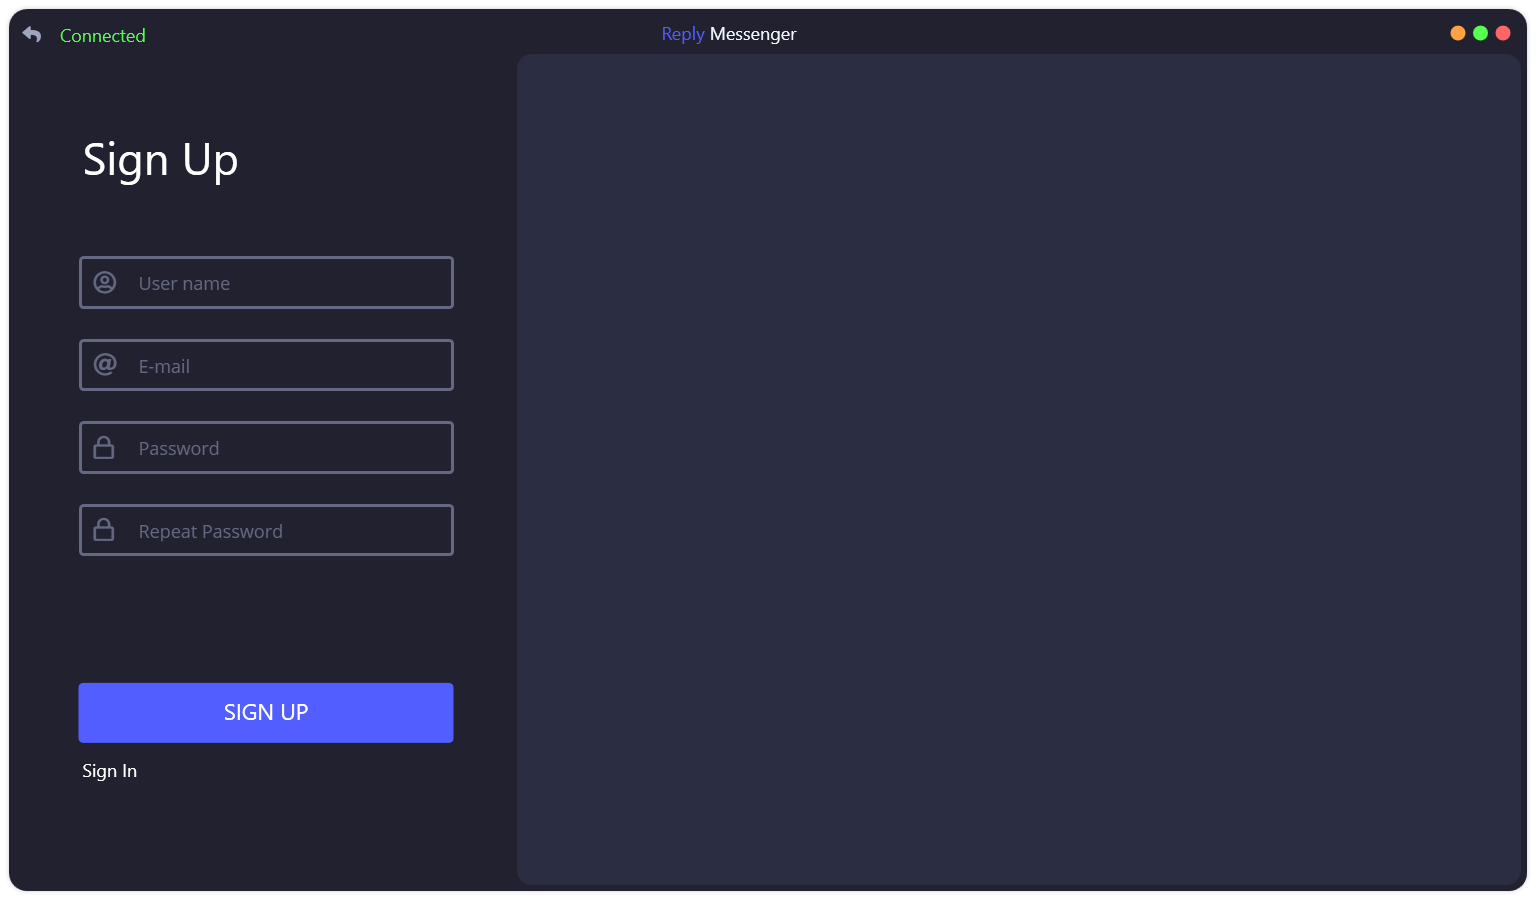 Connected
Reply Messenger
Sign Up
User name
E-mail
Password
Repeat Password
SIGN UP
Sign In